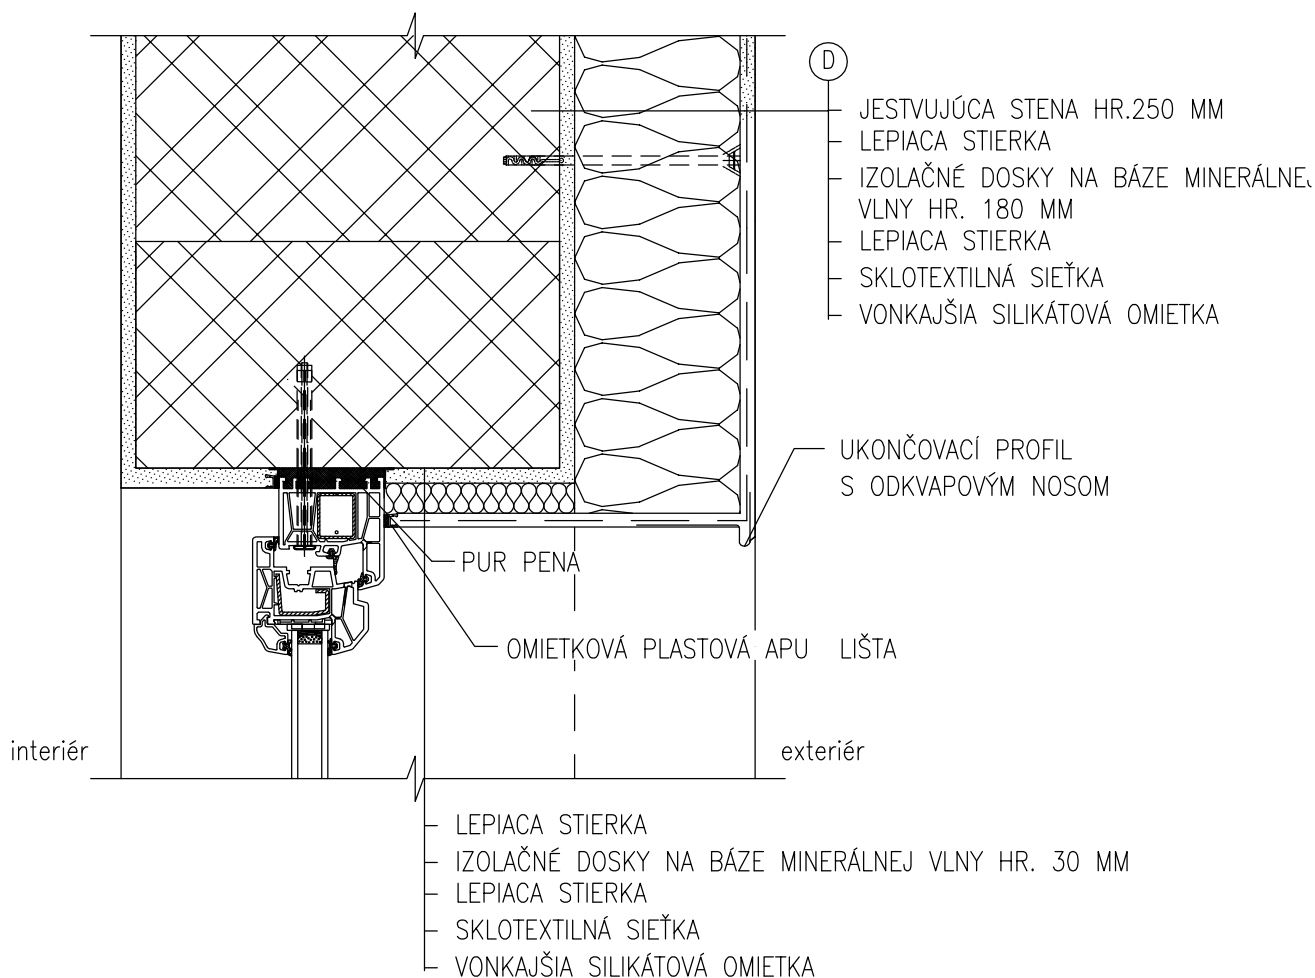 D
JESTVUJÚCA STENA HR.250 MM
LEPIACA STIERKA
IZOLAČNÉ DOSKY NA BÁZE MINERÁLNEJ
VLNY HR. 180 MM
LEPIACA STIERKA
SKLOTEXTILNÁ SIEŤKA
VONKAJŠIA SILIKÁTOVÁ OMIETKA
UKONČOVACÍ PROFIL
S ODKVAPOVÝM NOSOM
PUR PENA
OMIETKOVÁ PLASTOVÁ APU LIŠTA
interiér
exteriér
LEPIACA STIERKA
IZOLAČNÉ DOSKY NA BÁZE MINERÁLNEJ VLNY HR. 30 MM
LEPIACA STIERKA
SKLOTEXTILNÁ SIEŤKA
VONKAJŠIA SILIKÁTOVÁ OMIETKA